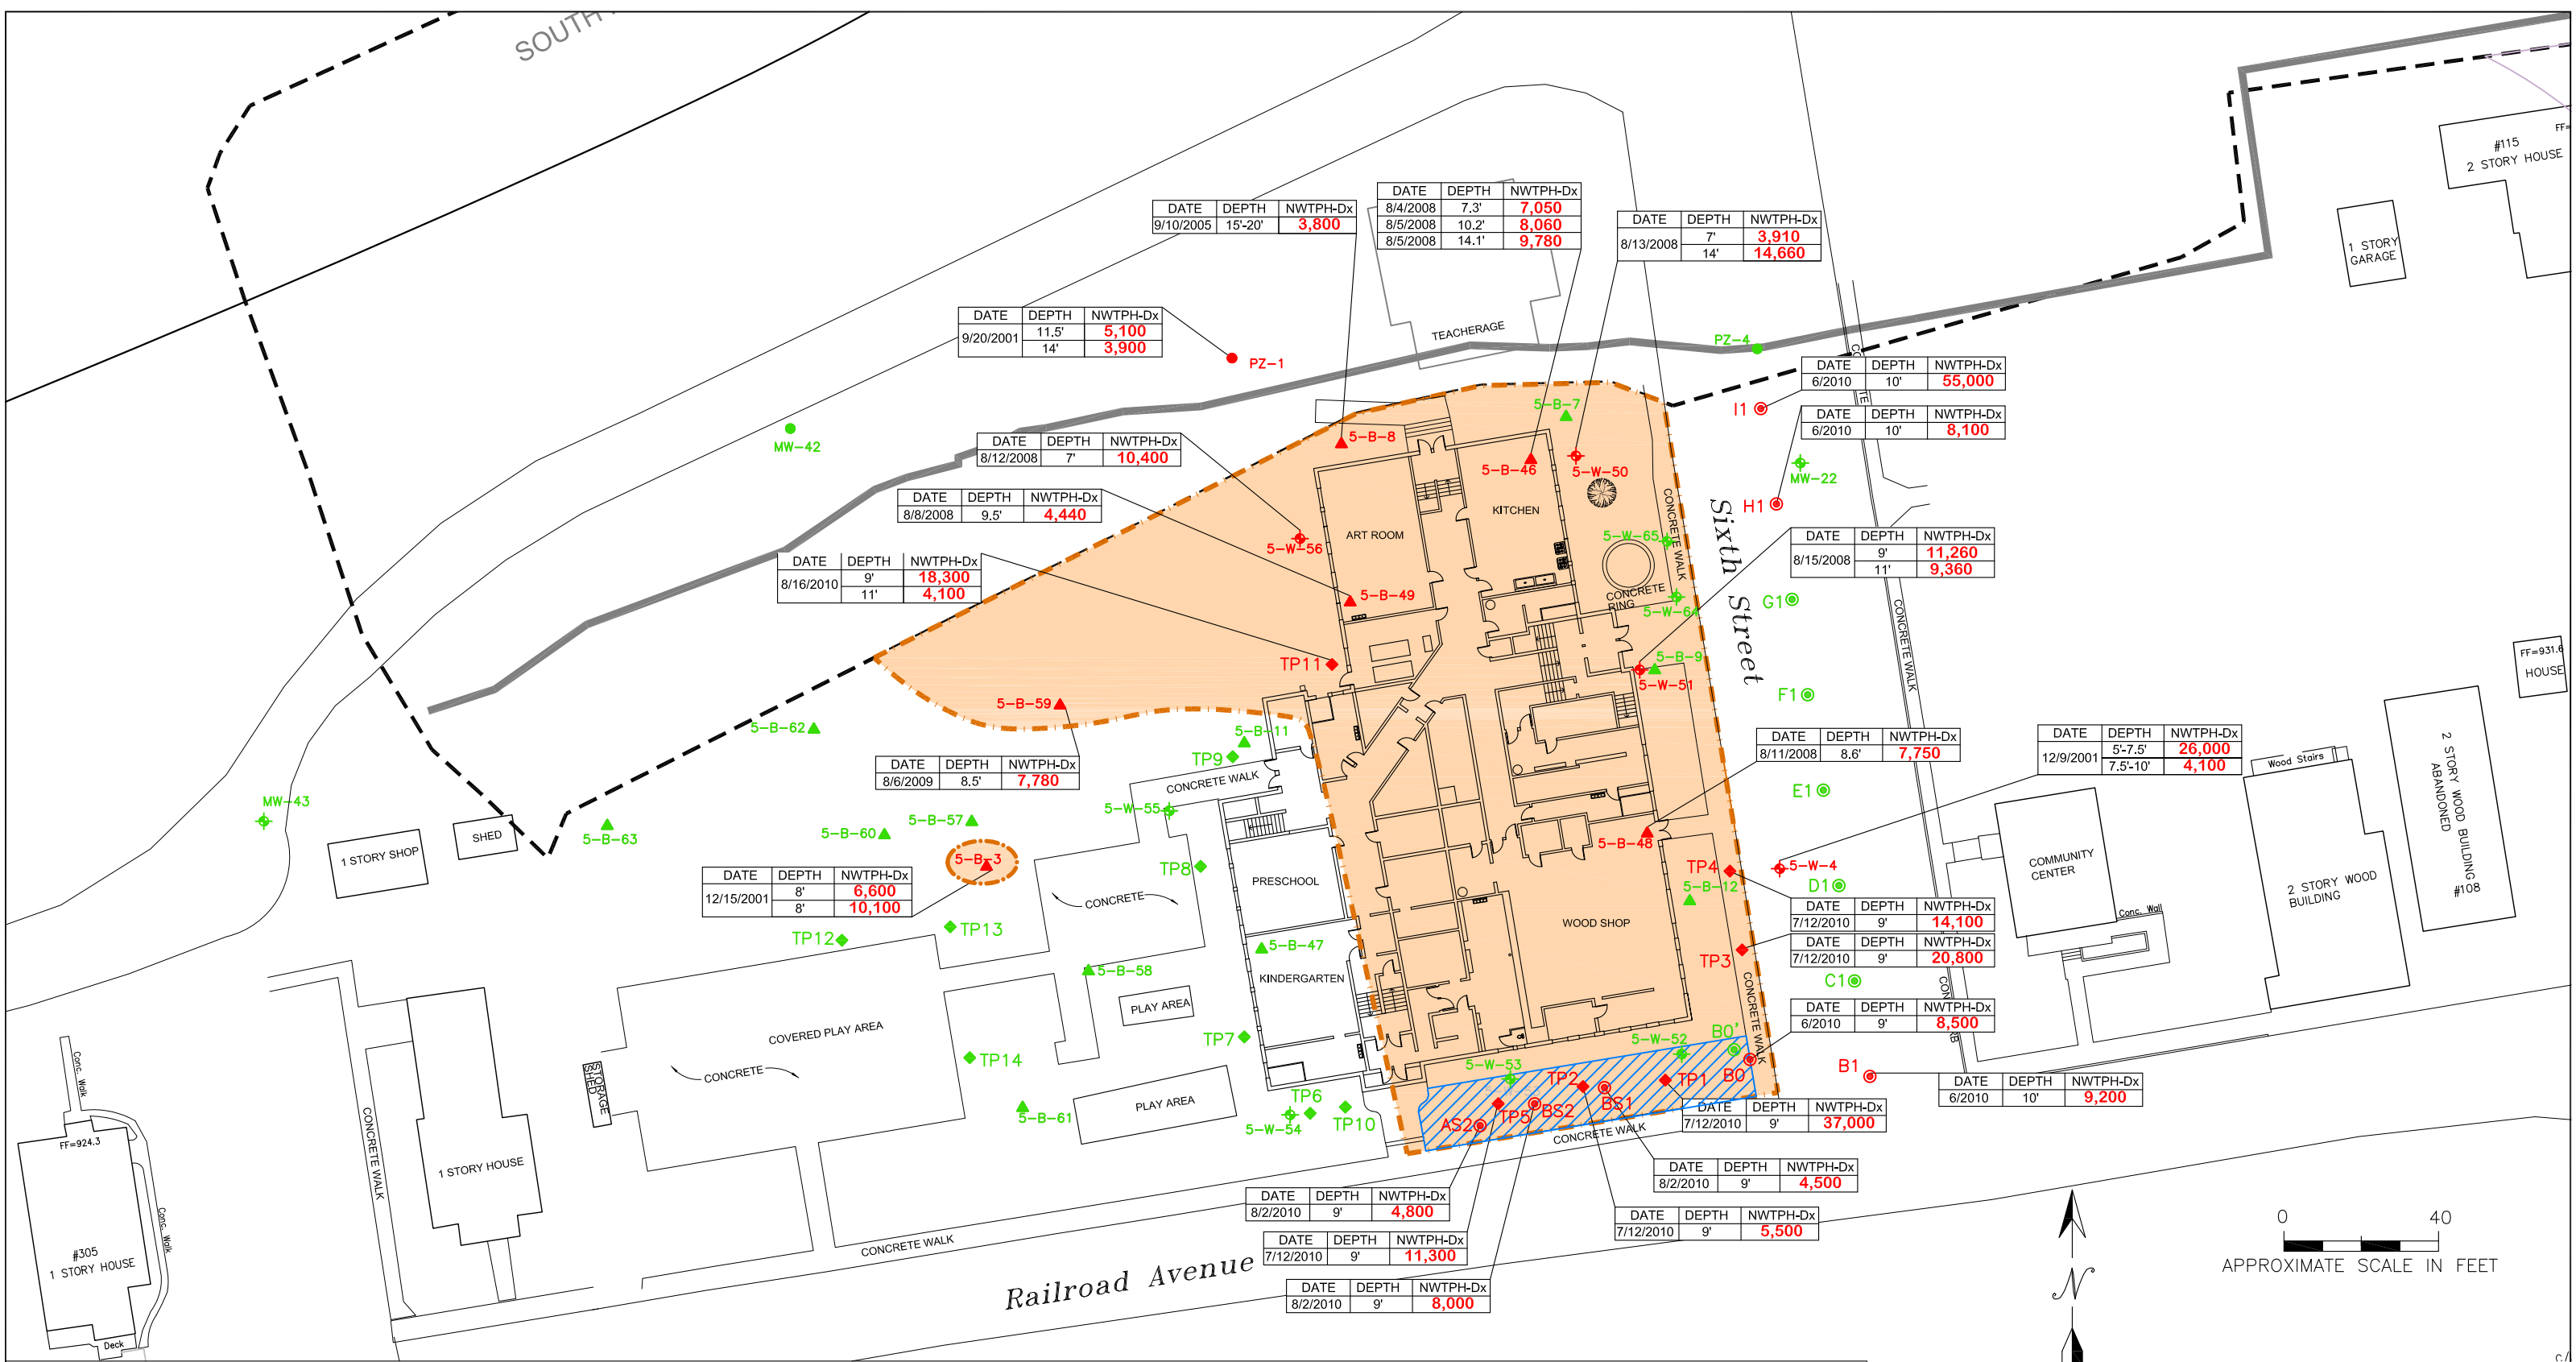 SOUTH
#115
2 STORY HOUSE
FF=
1 STORY
GARAGE
DATE DEPTH NWTPH-Dx
9/10/2005 15'-20' 3,800
DATE DEPTH NWTPH-Dx
8/4/2008 7.3' 7,050
8/5/2008 10.2' 8,060
8/5/2008 14.1' 9,780
DATE DEPTH NWTPH-Dx
8/13/2008 7' 3,910
14' 14,660
DATE DEPTH NWTPH-Dx
9/20/2001 11.5' 5,100
14' 3,900
TEACHERAGE
PZ-1
PZ-4
DATE DEPTH NWTPH-Dx
6/2010 10' 55,000
I1
DATE DEPTH NWTPH-Dx
6/2010 10' 8,100
MW-42
DATE DEPTH NWTPH-Dx
8/12/2008 7' 10,400
5-B-8
5-B-7
5-B-46
5-W-50
MW-22
H1
DATE DEPTH NWTPH-Dx
8/8/2008 9.5' 4,440
ART ROOM
KITCHEN
CONCRETE WALK
Sixth Street
5-W-56
5-W-65
DATE DEPTH NWTPH-Dx
8/15/2008 9' 11,260
11' 9,360
DATE DEPTH NWTPH-Dx
8/16/2010 9' 18,300
11' 4,100
5-B-49
CONCRETE
RING
5-W-64
G1
CONCRETE WALK
TP11
5-B-9
5-W-51
F1
FF=931.6
HOUSE
5-B-59
5-B-62
5-B-11
TP9
DATE DEPTH NWTPH-Dx
8/6/2009 8.5' 7,780
CONCRETE WALK
DATE DEPTH NWTPH-Dx
8/11/2008 8.6' 7,750
DATE DEPTH NWTPH-Dx
12/9/2001 5'-7.5' 26,000
7.5'-10' 4,100
Wood Stairs
2 STORY WOOD BUILDING
ABANDONED
#108
E1
MW-43
1 STORY SHOP
SHED
5-B-63
5-B-60
5-B-57
5-W-55
5-B-3
TP8
5-B-48
TP4
5-W-4
D1
COMMUNITY
CENTER
2 STORY WOOD
BUILDING
Conc. Wall
DATE DEPTH NWTPH-Dx
12/15/2001 8' 6,600
8' 10,100
PRESCHOOL
CONCRETE
5-B-12
WOOD SHOP
DATE DEPTH NWTPH-Dx
7/12/2010 9' 14,100
DATE DEPTH NWTPH-Dx
7/12/2010 9' 20,800
TP12
TP13
5-B-47
TP3
5-B-58
KINDERGARTEN
CONCRETE WALK
C1
PLAY AREA
DATE DEPTH NWTPH-Dx
6/2010 9' 8,500
COVERED PLAY AREA
TP7
TP14
CONCRETE
STORAGE
SHED
5-W-53
5-W-52
B0'
B0
B1
DATE DEPTH NWTPH-Dx
6/2010 10' 9,200
TP2
TP1
BS1
TP5
BS2
AS2
TP6
5-W-54
TP10
5-B-61
PLAY AREA
DATE DEPTH NWTPH-Dx
7/12/2010 9' 37,000
CONCRETE WALK
Conc. Walk
FF=924.3
CONCRETE WALK
1 STORY HOUSE
Conc. Walk
#305
1 STORY HOUSE
Deck
DATE DEPTH NWTPH-Dx
8/2/2010 9' 4,500
DATE DEPTH NWTPH-Dx
8/2/2010 9' 4,800
DATE DEPTH NWTPH-Dx
7/12/2010 9' 5,500
DATE DEPTH NWTPH-Dx
7/12/2010 9' 11,300
DATE DEPTH NWTPH-Dx
8/2/2010 9' 8,000
CONCRETE WALK
Railroad Avenue
0 40
APPROXIMATE SCALE IN FEET
N